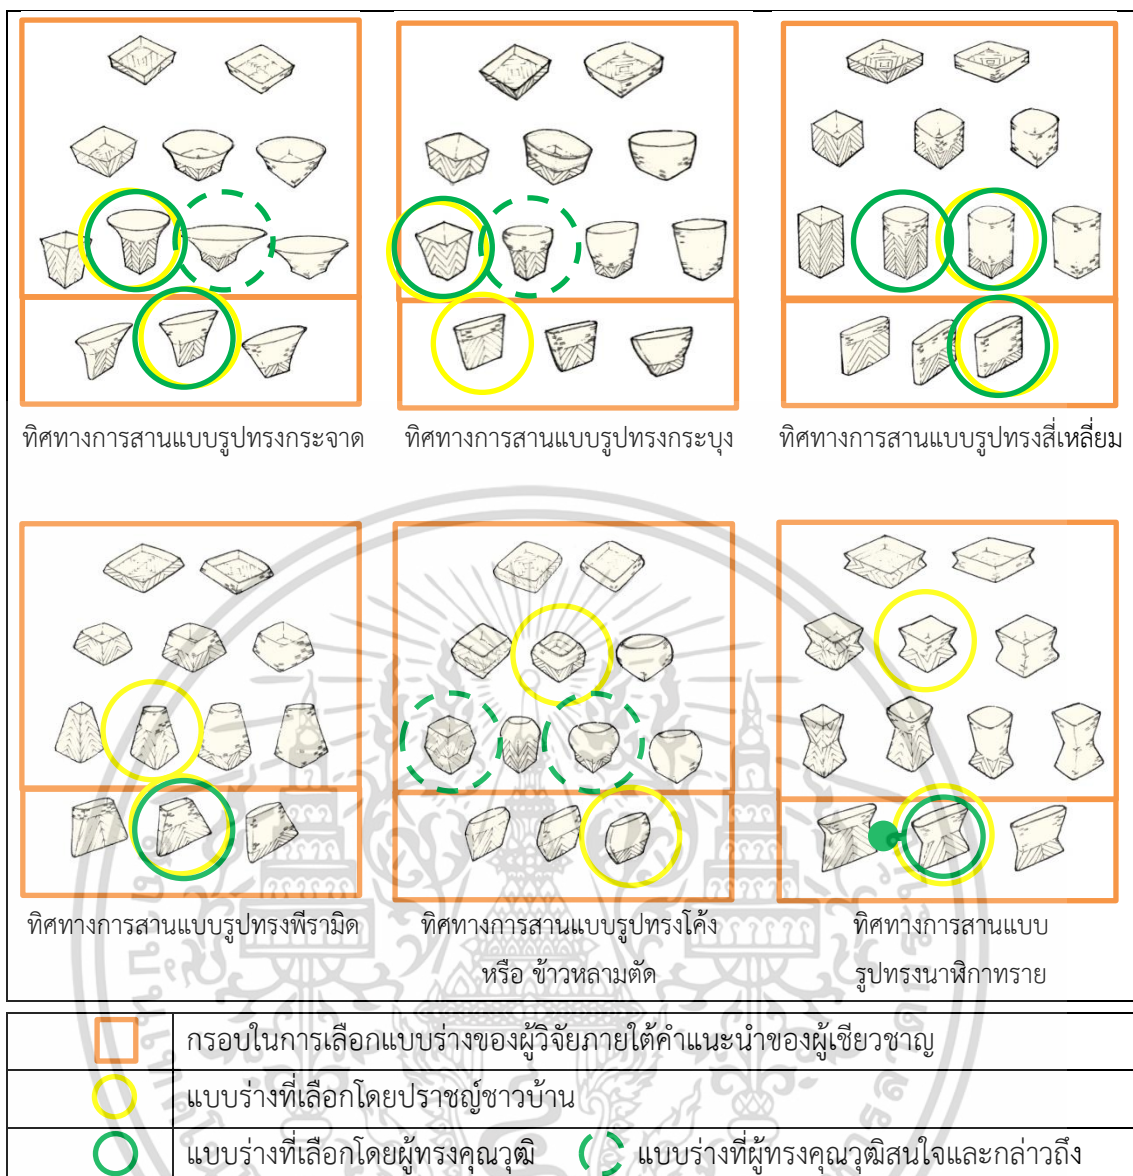 ทิศทางการสานแบบรูปทรงกระจาด
ทิศทางการสานแบบรูปทรงกระบุง
ทิศทางการสานแบบรูปทรงสี่เหลี่ยม
ทิศทางการสานแบบรูปทรงพีรามิด
ทิศทางการสานแบบรูปทรงโค้ง
หรือ ข้าวหลามตัด
ทิศทางการสานแบบ
รูปทรงนาฬิกาทราย
กรอบในการเลือกแบบร่างของผู้วิจัยภายใต้คำแนะนำของผู้เชียวชาญ
แบบร่างที่เลือกโดยปราชญ์ชาวบ้าน
แบบร่างที่เลือกโดยผู้ทรงคุณวุฒิ
แบบร่างที่ผู้ทรงคุณวุฒิสนใจและกล่าวถึง